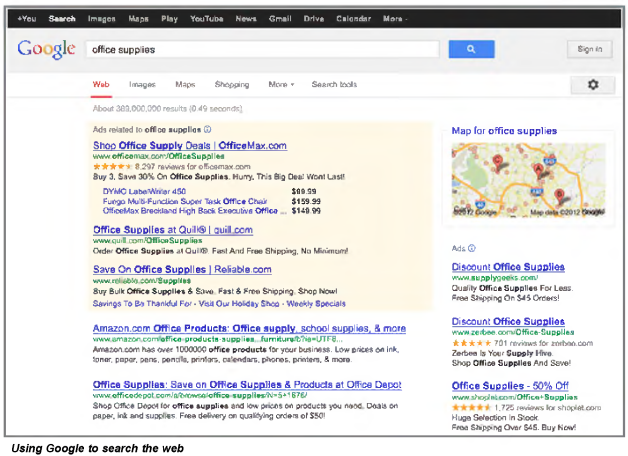 +You Search Images Maps Play YouTube News Gmail Drive Calendar More
Google office supplies Sign in
Web Images Maps Shopping More Search tools
About 383,000,000 results (0.49 seconds)
Ads related to office supplies
Shop Office Supply Deals | OfficeMax.com
www.officemax.com/OfficeSupplies
8,297 reviews for officemax.com
Buy 3, Save 30% On Office Supplies. Hurry, This Big Deal Wont Last!
DYMO LabelWriter 450 $99.99
Fungo Multi-Function Super Task Office Chair $159.99
OfficeMax Breckland High Back Executive Office ... $149.99
Office Supplies at Quill® | quill.com
www.quill.com/OfficeSupplies
Order Office Supplies at Quill®. Fast And Free Shipping, No Minimum!
Save On Office Supplies | Reliable.com
www.reliable.com/Supplies
Buy Bulk Office Supplies & Save. Fast & Free Shipping. Shop Now!
Savings To Be Thankful For - Visit Our Holiday Shop - Weekly Specials
Amazon.com Office Products: Office supply, school supplies, & more
www.amazon.com/office-products-supplies...furniture/b?ie=UTF8...
Amazon.com has over 1000000 office products for your business. Low prices on ink,
toner, paper, pens, pencils, printers, calendars, phones, printers, & more.
Office Supplies: Save on Office Supplies & Products at Office Depot
www.officedepot.com/a/browse/office-supplies/N=5+1676/
Shop Office Depot for office supplies and low prices on products you need. Deals on
paper, ink and supplies. Free delivery on qualifying orders of $50!
Map for office supplies
©2012 Google Map data ©2012 Google
Ads
Discount Office Supplies
www.supplygeeks.com/
Quality Office Supplies For Less.
Free Shipping On $45 Orders!
Discount Office Supplies
www.zerbee.com/Office-Supplies
701 reviews for zerbee.com
Zerbee Is Your Supply Hive.
Shop Office Supplies And Save!
Office Supplies - 50% Off
www.shoplet.com/Office+Supplies
1,725 reviews for shoplet.com
Huge Selection In Stock.
Free Shipping Over $45. Buy Now!
Using Google to search the web